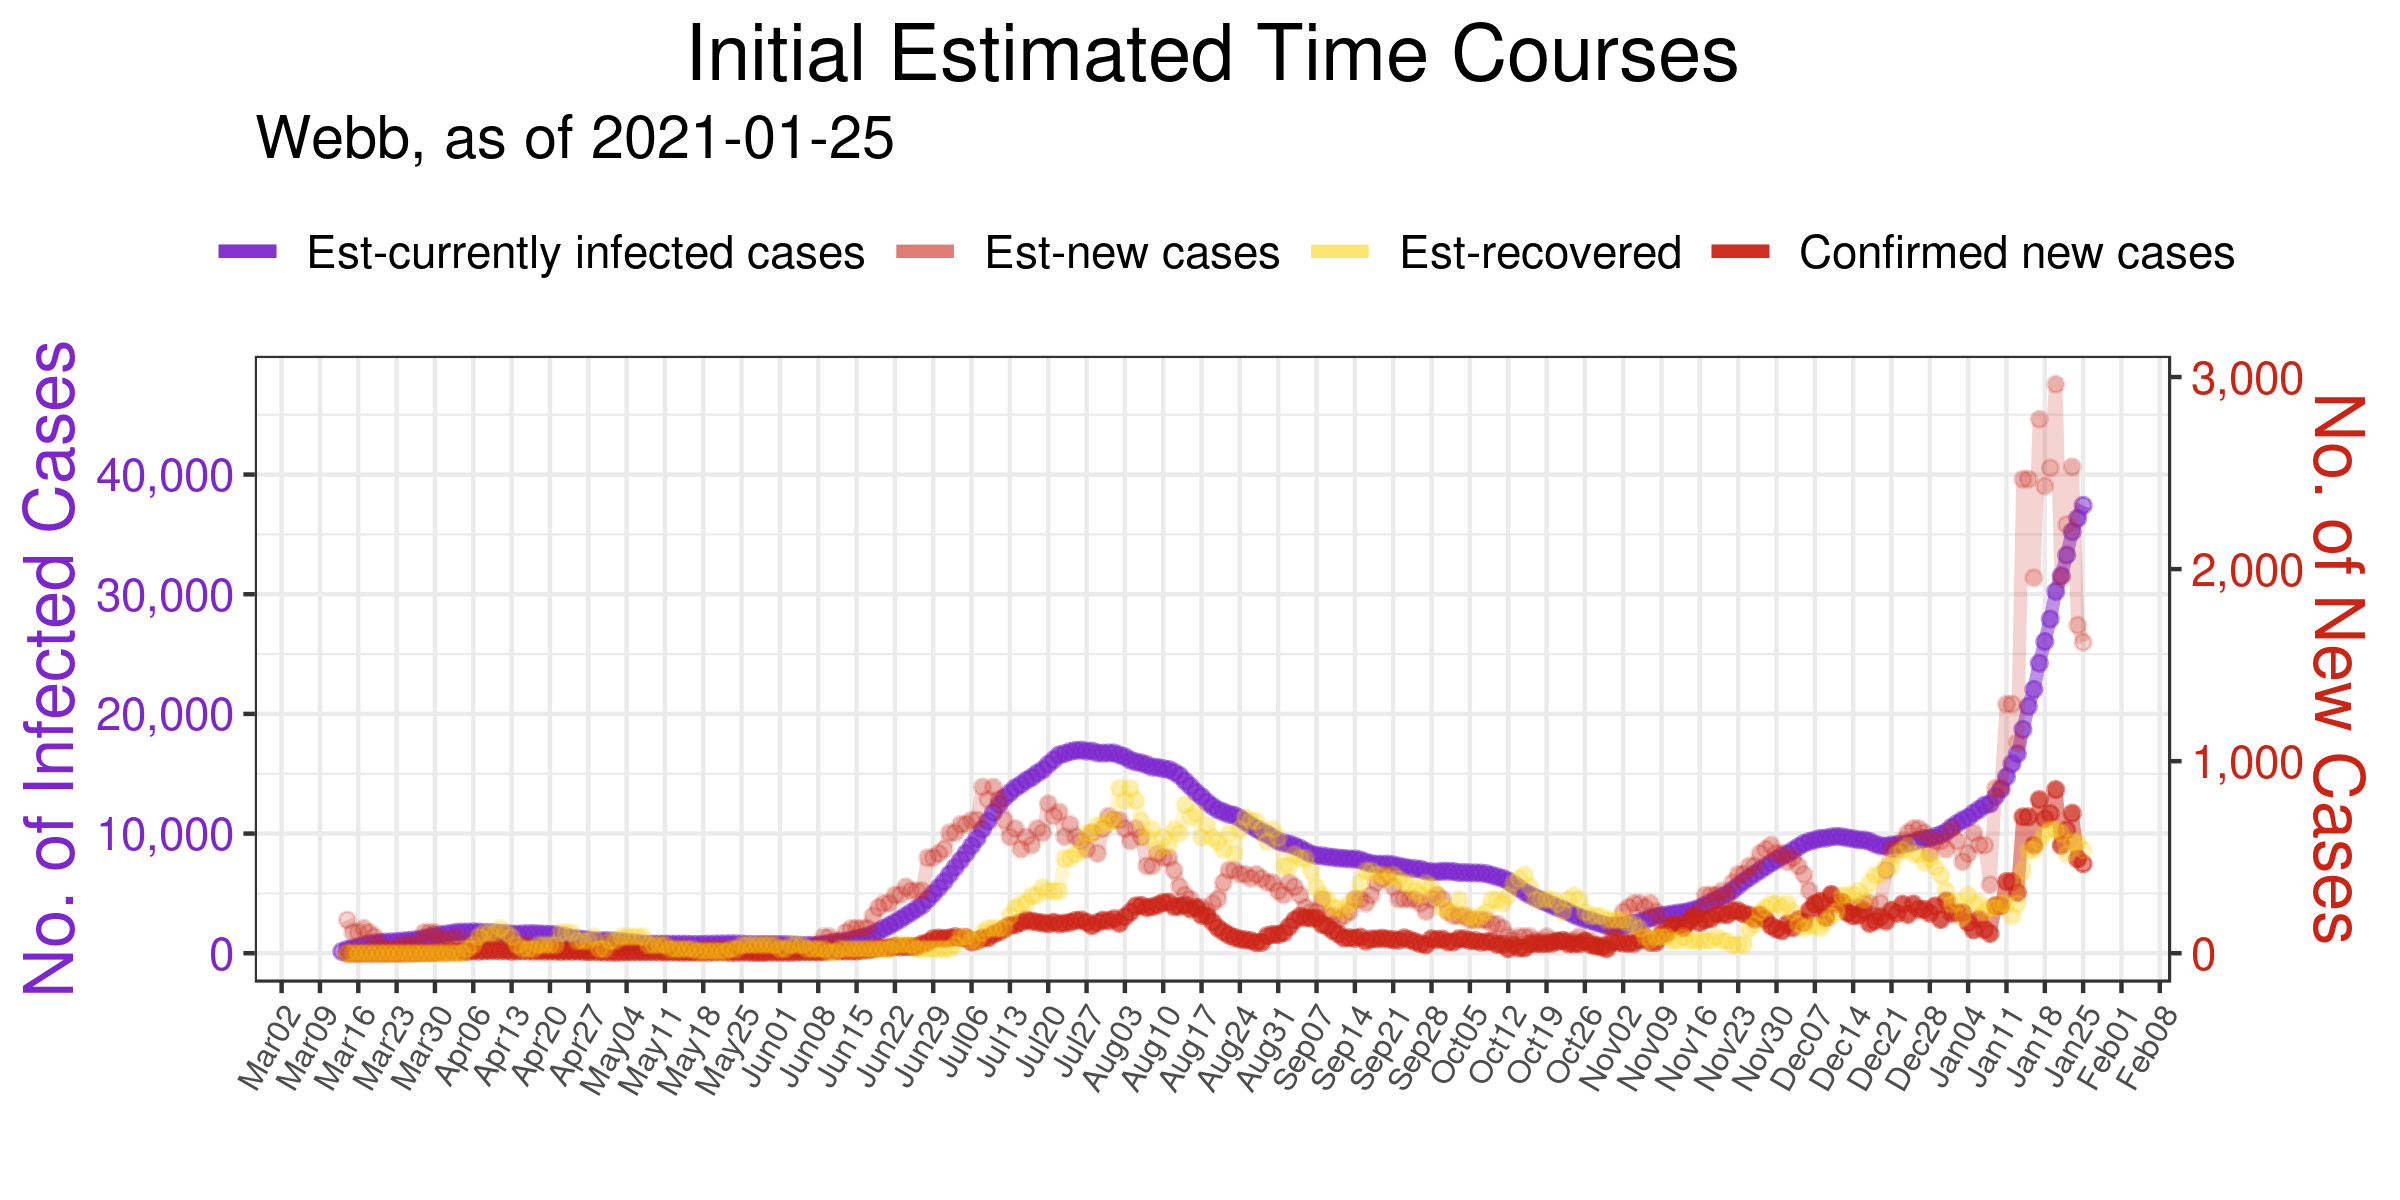 Initial Estimated Time Courses
Webb, as of 2021-01-25
Est-currently infected cases Est-new cases Est-recovered Confirmed new cases
No. of Infected Cases
40,000
30,000
20,000
10,000
0
3,000
2,000
1,000
0
No. of New Cases
Mar02 Mar09 Mar16 Mar23 Mar30 Apr06 Apr13 Apr20 Apr27 May04 May11 May18 May25 Jun01 Jun08 Jun15 Jun22 Jun29 Jul06 Jul13 Jul20 Jul27 Aug03 Aug10 Aug17 Aug24 Aug31 Sep07 Sep14 Sep21 Sep28 Oct05 Oct12 Oct19 Oct26 Nov02 Nov09 Nov16 Nov23 Nov30 Dec07 Dec14 Dec21 Dec28 Jan04 Jan11 Jan18 Jan25 Feb01 Feb08